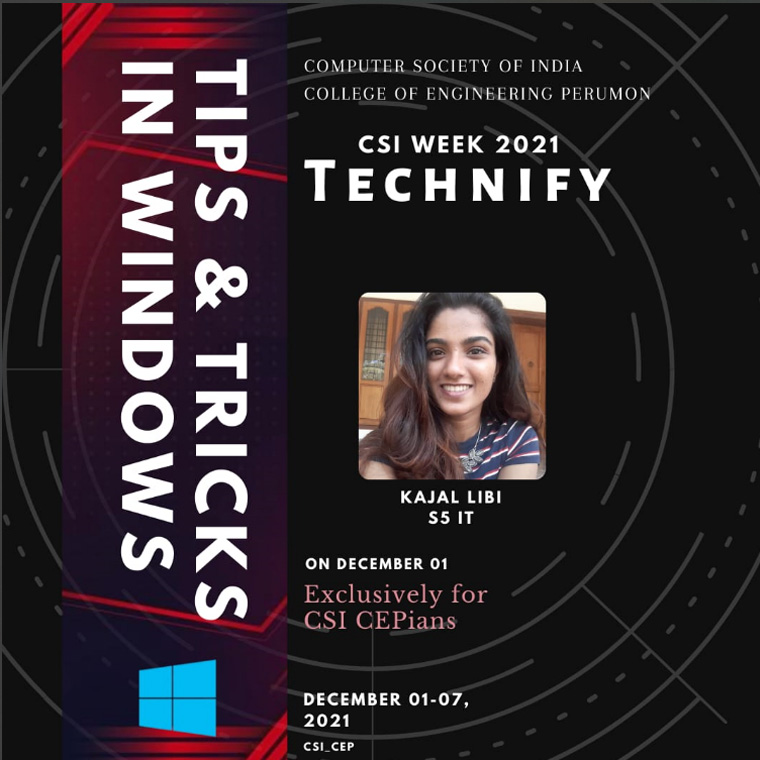 TIPS & TRICKS
IN WINDOWS
COMPUTER SOCIETY OF INDIA
COLLEGE OF ENGINEERING PERUMON
CSI WEEK 2021
TECHNIFY
KAJAL LIBI
S5 IT
ON DECEMBER 01
Exclusively for
CSI CEPians
DECEMBER 01-07,
2021
CSI_CEP